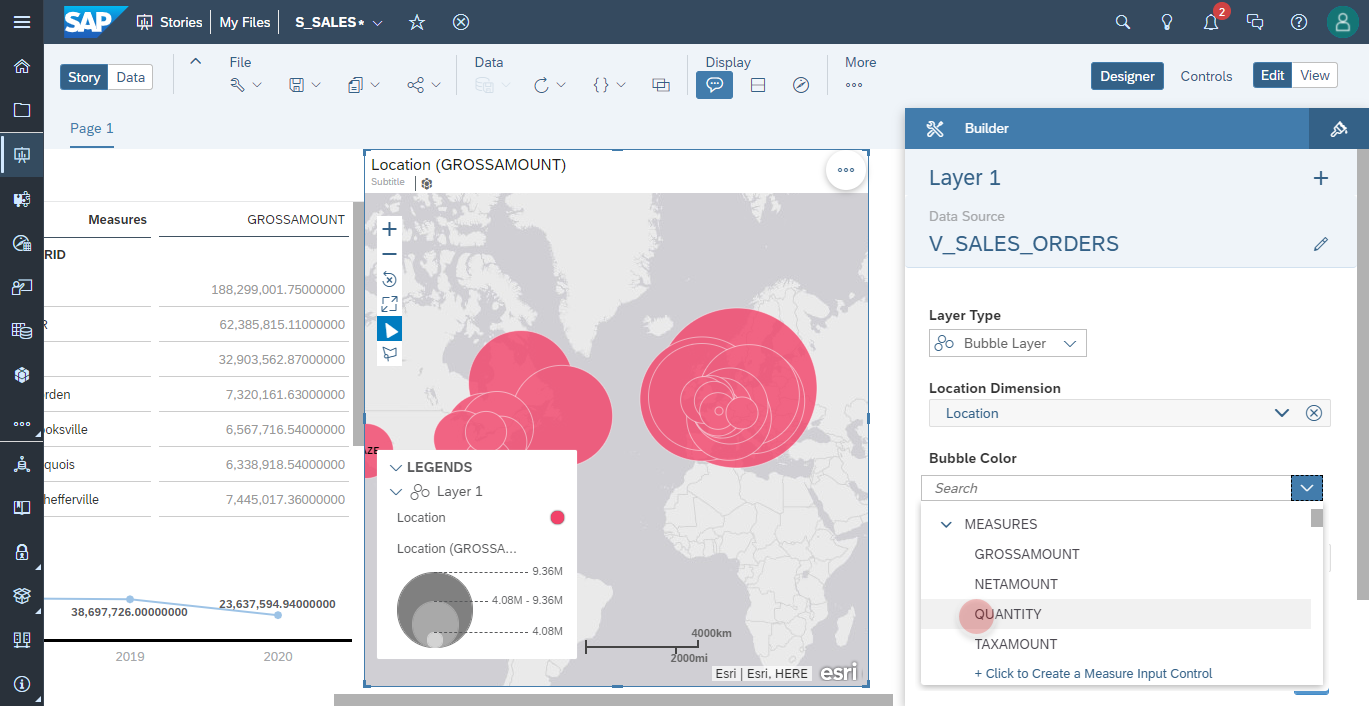 SAP Stories My Files S_SALES* 2
File Data Display More
Story Data Designer Controls Edit View
Page 1
Builder
Layer 1
Data Source
V_SALES_ORDERS
Layer Type
Bubble Layer
Location Dimension
Location
Bubble Color
Search
MEASURES
GROSSAMOUNT
NETAMOUNT
QUANTITY
TAXAMOUNT
+ Click to Create a Measure Input Control
Location (GROSSAMOUNT)
Subtitle
Measures GROSSAMOUNT
RID
188,299,001.75000000
R 62,385,815.11000000
32,903,562.87000000
rden 7,320,161.63000000
ooksville 6,567,716.54000000
quois 6,338,918.54000000
hefferville 7,445,017.36000000
38,697,726.00000000 23,637,594.94000000
2019 2020
AZE
LEGENDS
Layer 1
Location
Location (GROSSA...
9.36M
4.08M - 9.36M
4.08M
4000km
2000mi
Esri | Esri, HERE esri